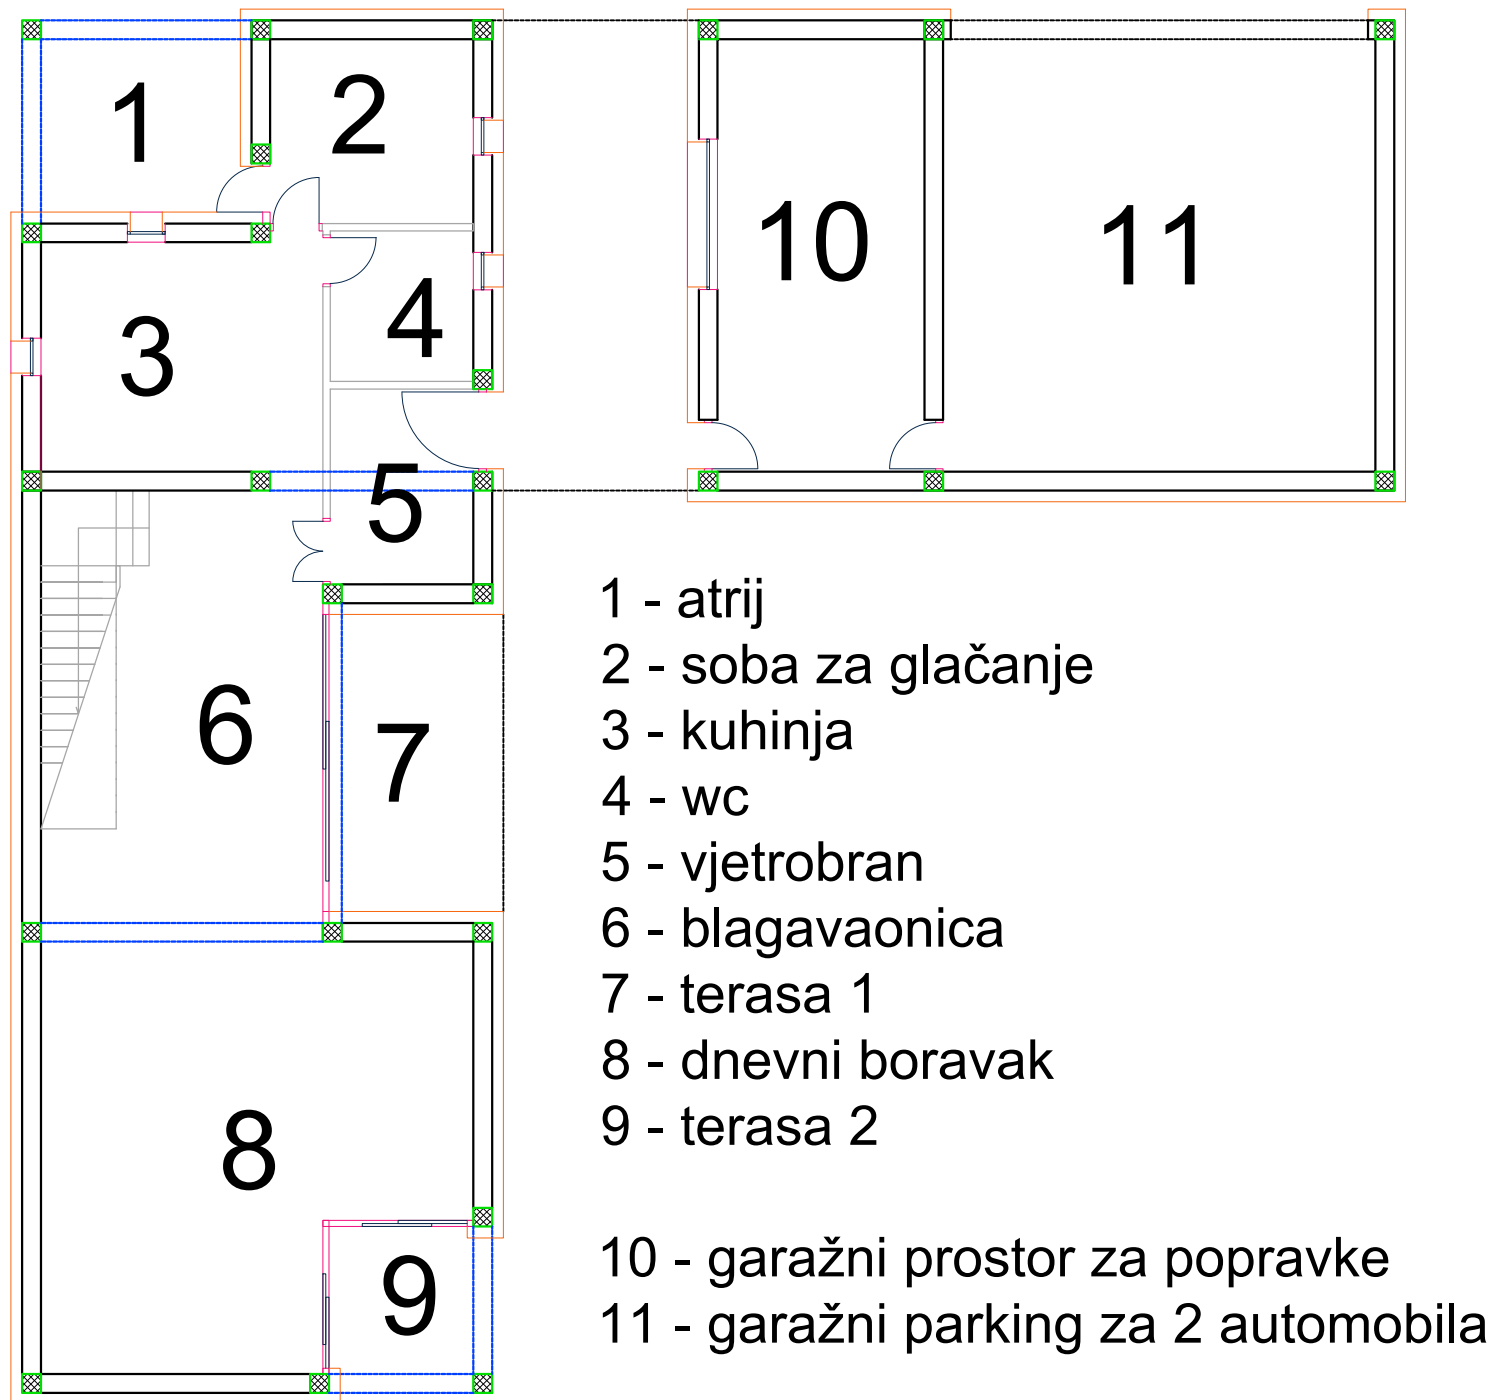 1
2
10
11
3
4
5
6
7
8
9
1 - atrij
2 - soba za glačanje
3 - kuhinja
4 - wc
5 - vjetrobran
6 - blagavaonica
7 - terasa 1
8 - dnevni boravak
9 - terasa 2
10 - garažni prostor za popravke
11 - garažni parking za 2 automobila